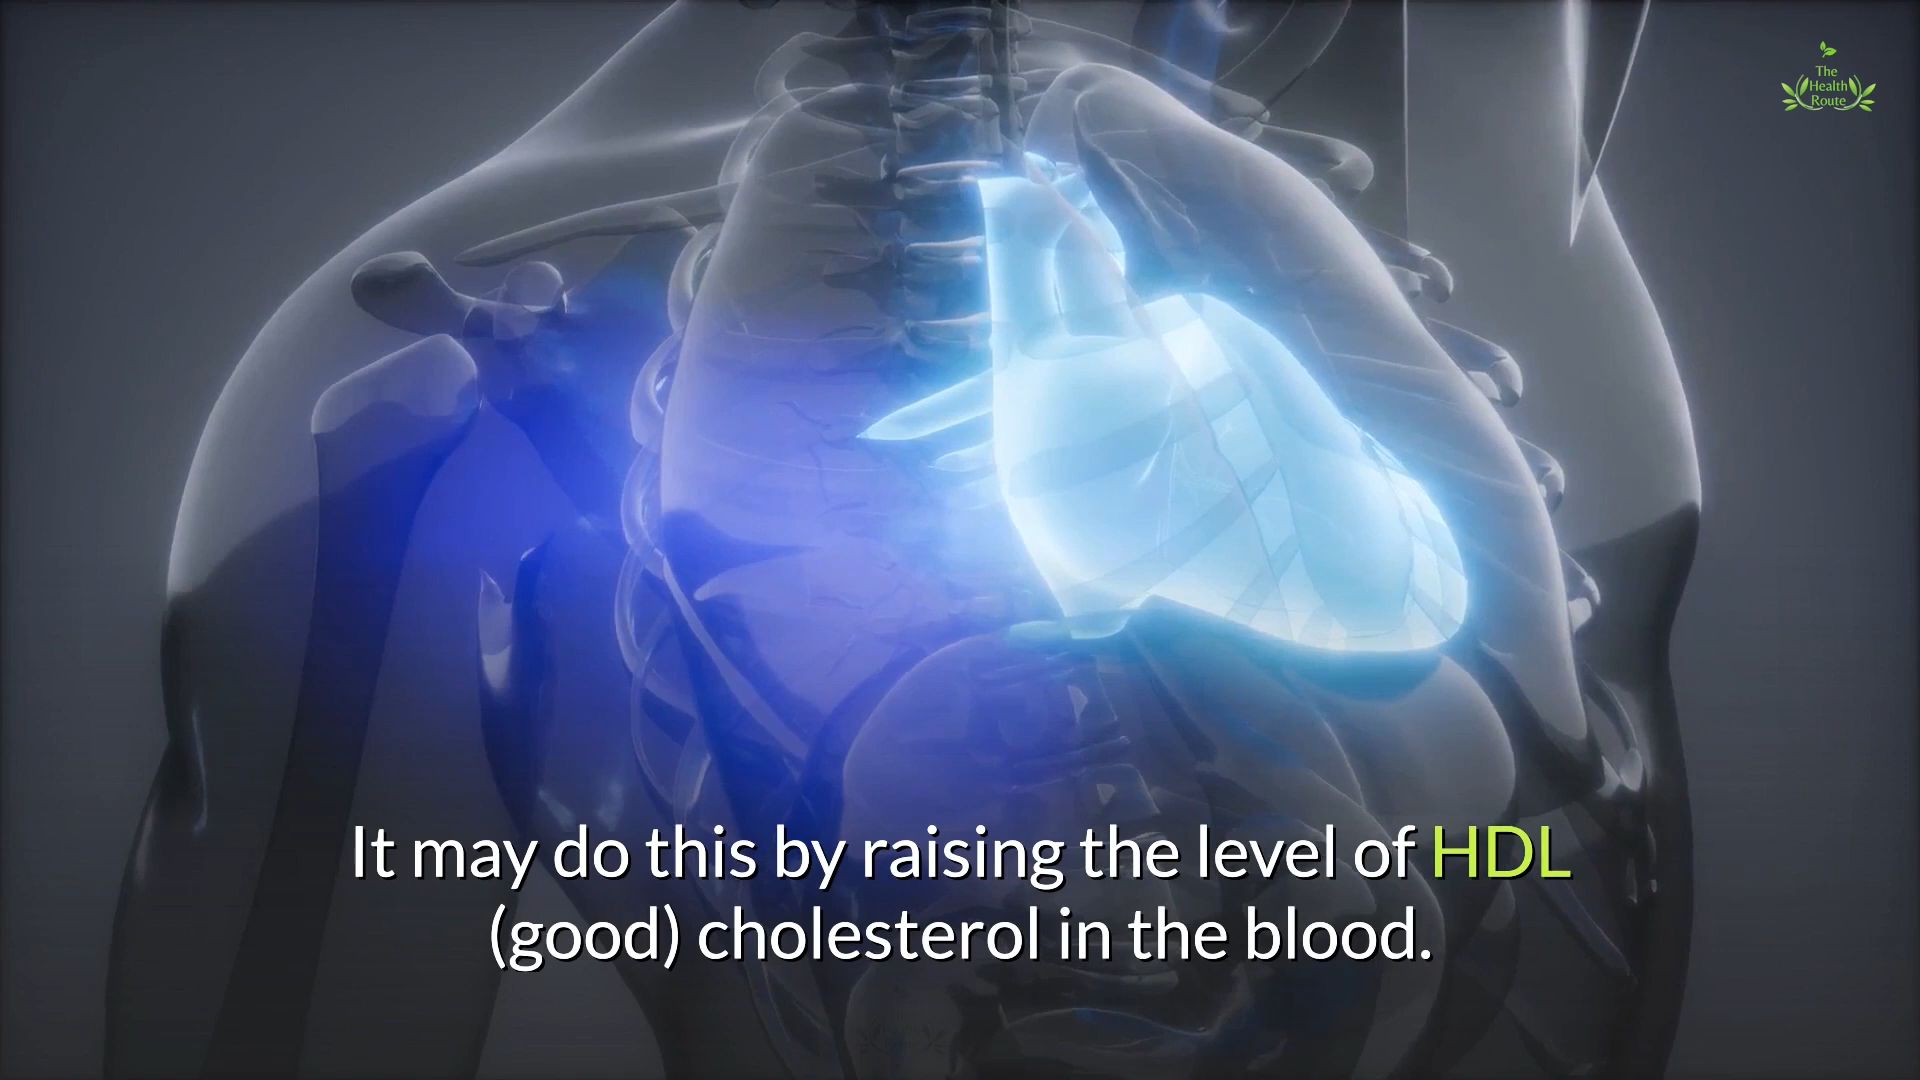 The
Health
Route
It may do this by raising the level of HDL
(good) cholesterol in the blood.